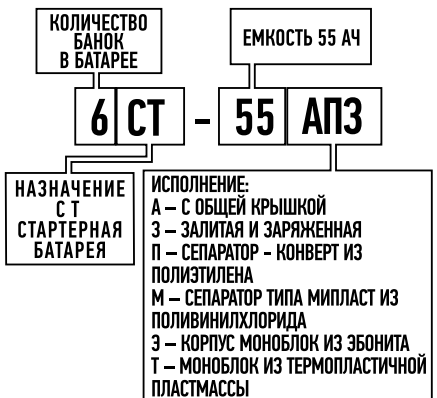 КОЛИЧЕСТВО
БАНОК
В БАТАРЕЕ
ЕМКОСТЬ 55 АЧ
6 СТ – 55 АПЗ
НАЗНАЧЕНИЕ
С Т
СТАРТЕРНАЯ
БАТАРЕЯ
ИСПОЛНЕНИЕ:
А – С ОБЩЕЙ КРЫШКОЙ
З – ЗАЛИТАЯ И ЗАРЯЖЕННАЯ
П – СЕПАРАТОР - КОНВЕРТ ИЗ
ПОЛИЭТИЛЕНА
М – СЕПАРАТОР ТИПА МИПЛАСТ ИЗ
ПОЛИВИНИЛХЛОРИДА
Э – КОРПУС МОНОБЛОК ИЗ ЭБОНИТА
Т – МОНОБЛОК ИЗ ТЕРМОПЛАСТИЧНОЙ
ПЛАСТМАССЫ